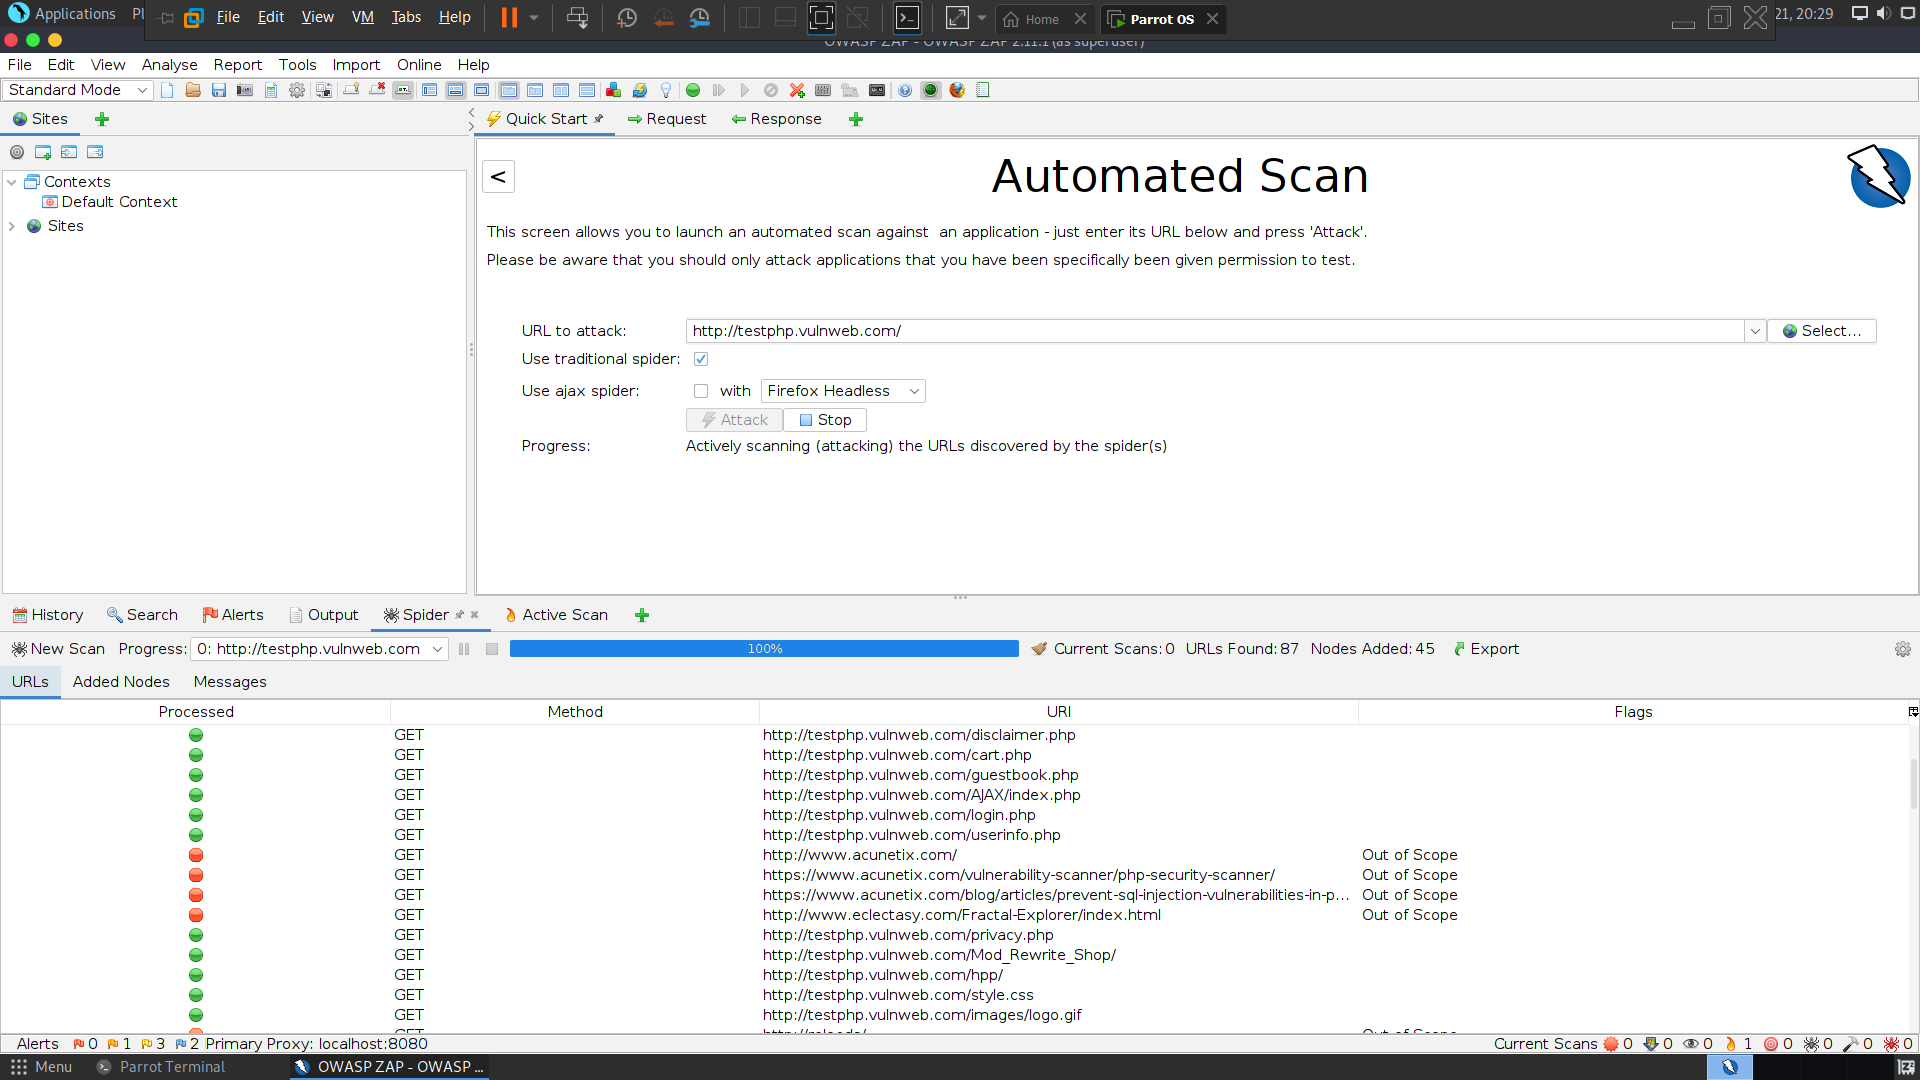 Applications
File Edit View VM Tabs Help
Home
Parrot OS
21, 20:29
OWASP ZAP - OWASP ZAP 2.11.1 (as superuser)
File Edit View Analyse Report Tools Import Online Help
Standard Mode
Sites
Quick Start
Request
Response
<
Automated Scan
Contexts
Default Context
Sites
This screen allows you to launch an automated scan against an application - just enter its URL below and press 'Attack'.
Please be aware that you should only attack applications that you have been specifically been given permission to test.
URL to attack: http://testphp.vulnweb.com/ Select...
Use traditional spider:
Use ajax spider: with Firefox Headless
Attack Stop
Progress: Actively scanning (attacking) the URLs discovered by the spider(s)
History Search Alerts Output Spider Active Scan
New Scan Progress: 0: http://testphp.vulnweb.com 100% Current Scans: 0 URLs Found: 87 Nodes Added: 45 Export
URLs Added Nodes Messages
Processed Method URI Flags
GET http://testphp.vulnweb.com/disclaimer.php
GET http://testphp.vulnweb.com/cart.php
GET http://testphp.vulnweb.com/guestbook.php
GET http://testphp.vulnweb.com/AJAX/index.php
GET http://testphp.vulnweb.com/login.php
GET http://testphp.vulnweb.com/userinfo.php
GET http://www.acunetix.com/ Out of Scope
GET https://www.acunetix.com/vulnerability-scanner/php-security-scanner/ Out of Scope
GET https://www.acunetix.com/blog/articles/prevent-sql-injection-vulnerabilities-in-p... Out of Scope
GET http://www.eclectasy.com/Fractal-Explorer/index.html Out of Scope
GET http://testphp.vulnweb.com/privacy.php
GET http://testphp.vulnweb.com/Mod_Rewrite_Shop/
GET http://testphp.vulnweb.com/hpp/
GET http://testphp.vulnweb.com/style.css
GET http://testphp.vulnweb.com/images/logo.gif
GET Out of Scope
Alerts 0 1 3 2 Primary Proxy: localhost:8080 Current Scans 0 0 0 1 0 0 0 0
Menu Parrot Terminal OWASP ZAP - OWASP ...